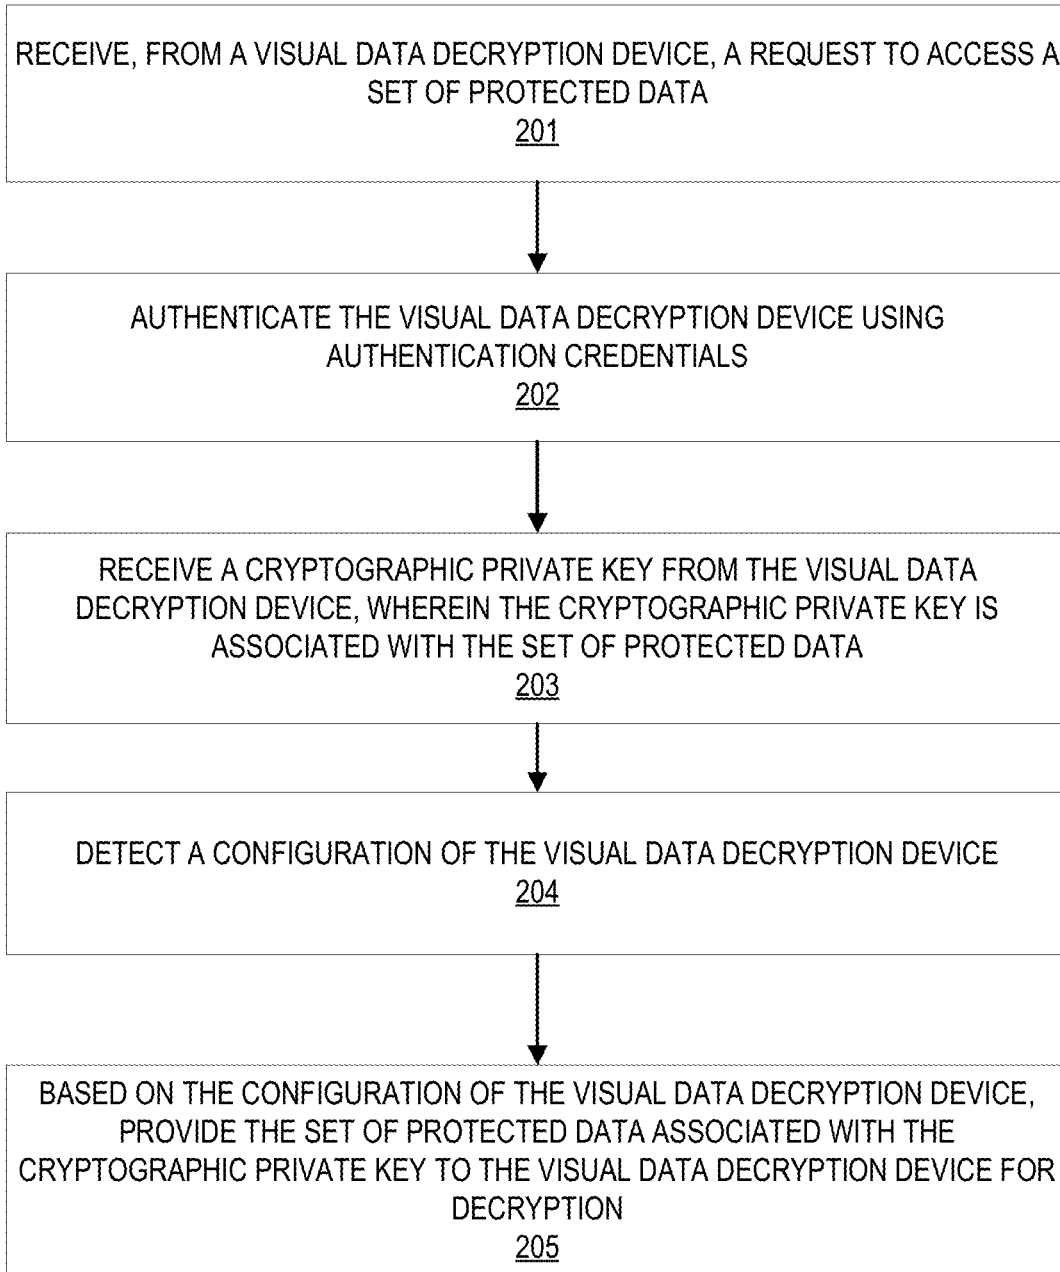 RECEIVE, FROM A VISUAL DATA DECRYPTION DEVICE, A REQUEST TO ACCESS A
SET OF PROTECTED DATA
201
AUTHENTICATE THE VISUAL DATA DECRYPTION DEVICE USING
AUTHENTICATION CREDENTIALS
202
RECEIVE A CRYPTOGRAPHIC PRIVATE KEY FROM THE VISUAL DATA
DECRYPTION DEVICE, WHEREIN THE CRYPTOGRAPHIC PRIVATE KEY IS
ASSOCIATED WITH THE SET OF PROTECTED DATA
203
DETECT A CONFIGURATION OF THE VISUAL DATA DECRYPTION DEVICE
204
BASED ON THE CONFIGURATION OF THE VISUAL DATA DECRYPTION DEVICE,
PROVIDE THE SET OF PROTECTED DATA ASSOCIATED WITH THE
CRYPTOGRAPHIC PRIVATE KEY TO THE VISUAL DATA DECRYPTION DEVICE FOR
DECRYPTION
205